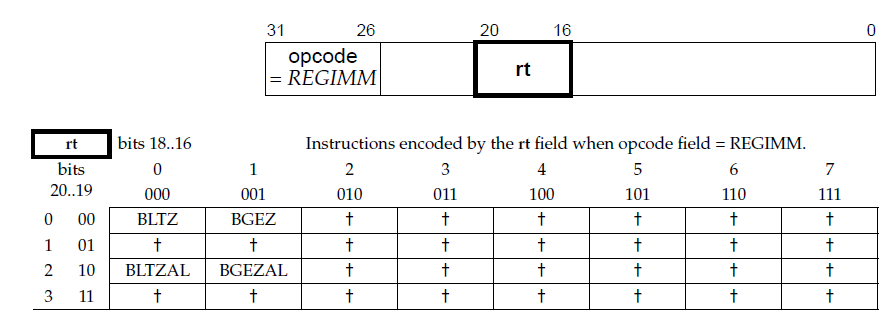 31 26 20 16 0
opcode
= REGIMM
rt
rt bits 18..16 Instructions encoded by the rt field when opcode field = REGIMM.
bits 0 1 2 3 4 5 6 7
20..19 000 001 010 011 100 101 110 111
0 00 BLTZ BGEZ † † † † † †
1 01 † † † † † † † †
2 10 BLTZAL BGEZAL † † † † † †
3 11 † † † † † † † †